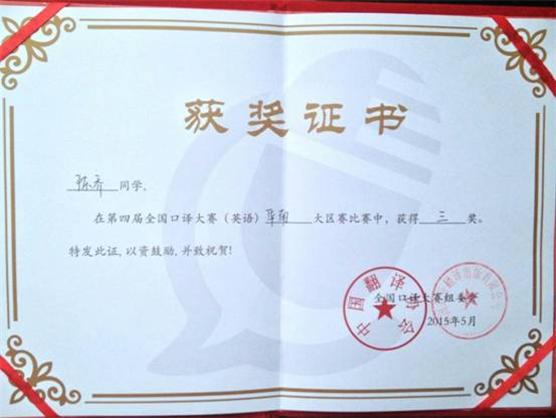 获奖证书
陈齐同学:
在第四届全国口译大赛(英语)华南大区赛比赛中,获得三奖。
特发此证,以资鼓励,并致祝贺!
中国翻译协会
全国口译大赛组委会
2015年5月